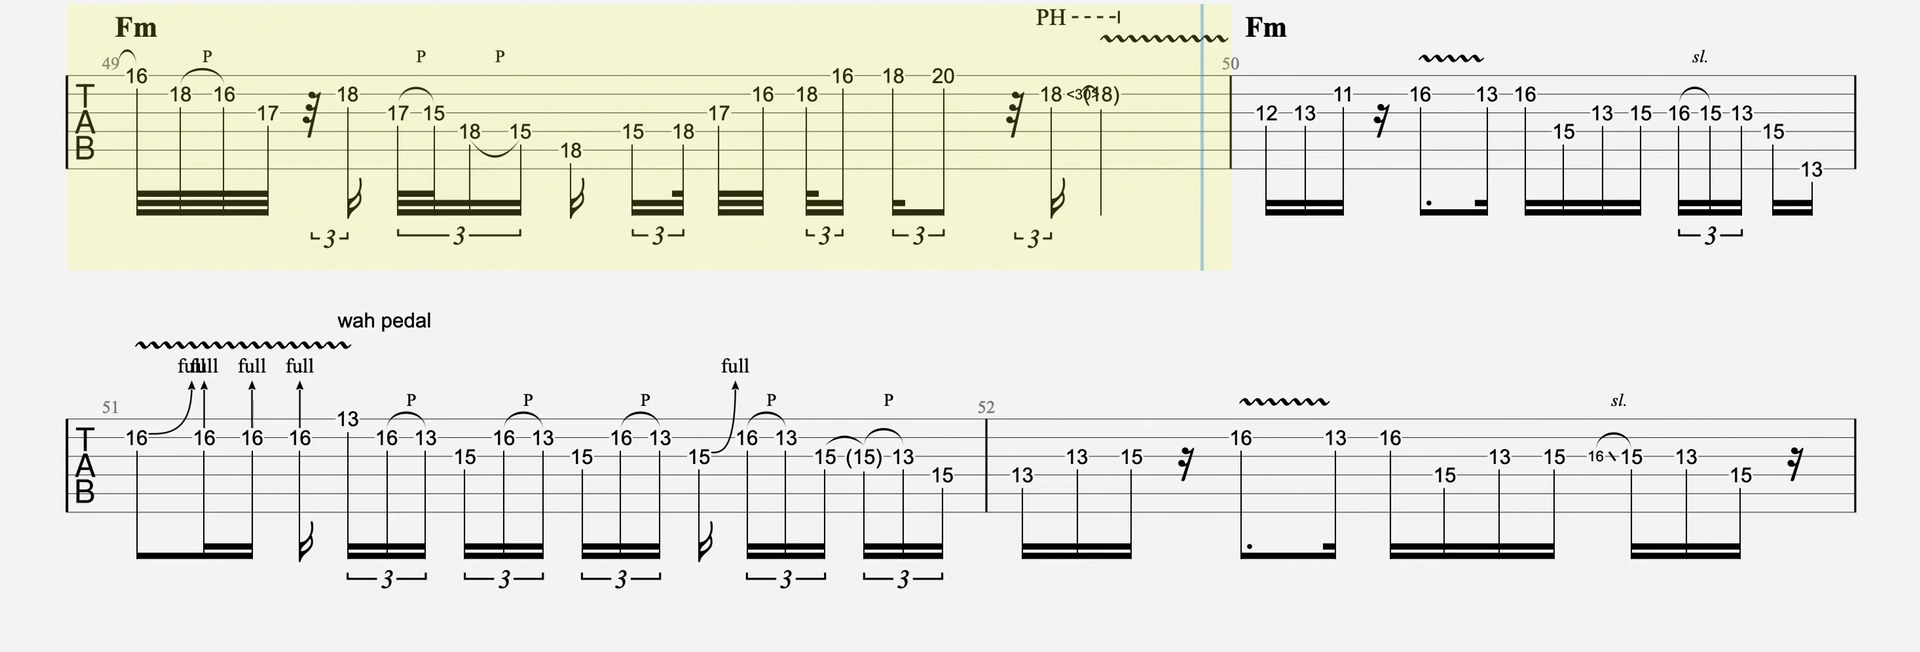 Fm PH Fm
49 P P P 50 sl.
16 16 18 20
18 16 18 16 18 18 <30> (18) 11 16 13 16
T
17 17 15 17 12 13 13 15 16 15 13
A
18 15 15 18 15 15
B
18
13
3 3 3 3 3 3 3
wah pedal
full full full full full
51 P P P P P 52 sl.
13
T
16 16 16 16 16 13 16 13 16 13 16 13 16 13 16
A
15 15 15 15 (15) 13 13 15 13 15 16 15 13
15 13 15 15
B
3 3 3 3 3